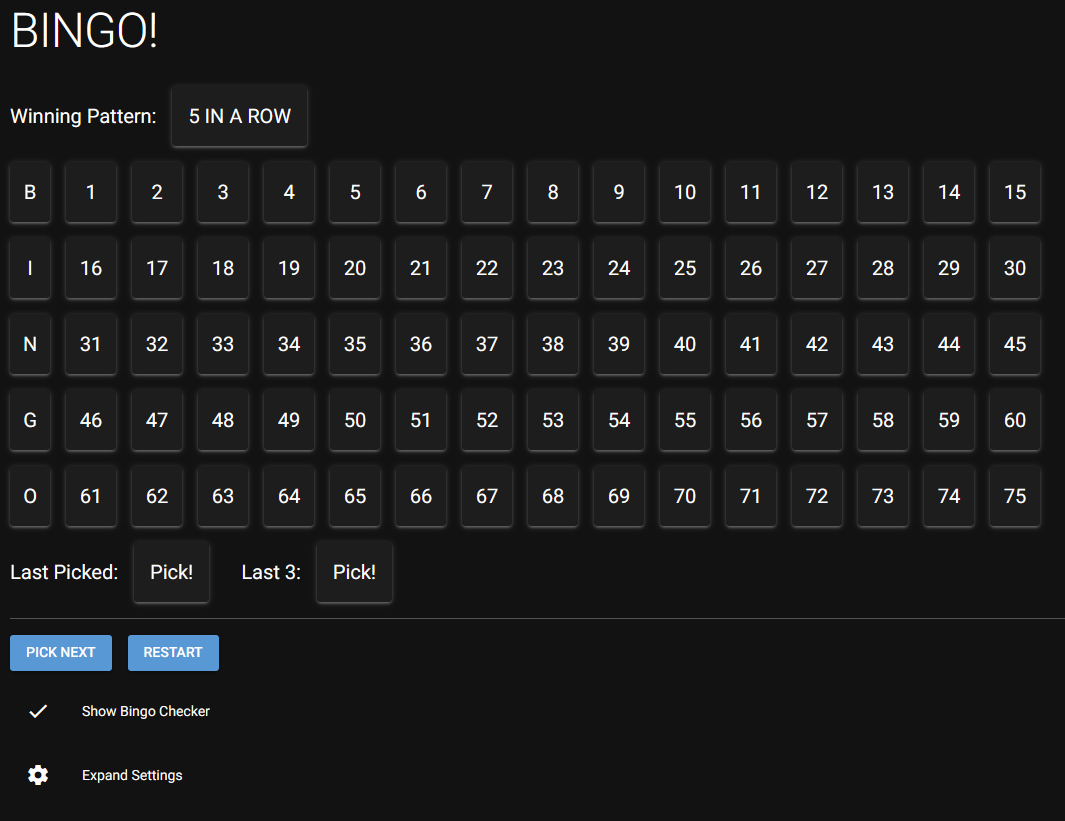 BINGO!
Winning Pattern: 5 IN A ROW
B 1 2 3 4 5 6 7 8 9 10 11 12 13 14 15
I 16 17 18 19 20 21 22 23 24 25 26 27 28 29 30
N 31 32 33 34 35 36 37 38 39 40 41 42 43 44 45
G 46 47 48 49 50 51 52 53 54 55 56 57 58 59 60
O 61 62 63 64 65 66 67 68 69 70 71 72 73 74 75
Last Picked: Pick! Last 3: Pick!
PICK NEXT RESTART
Show Bingo Checker
Expand Settings